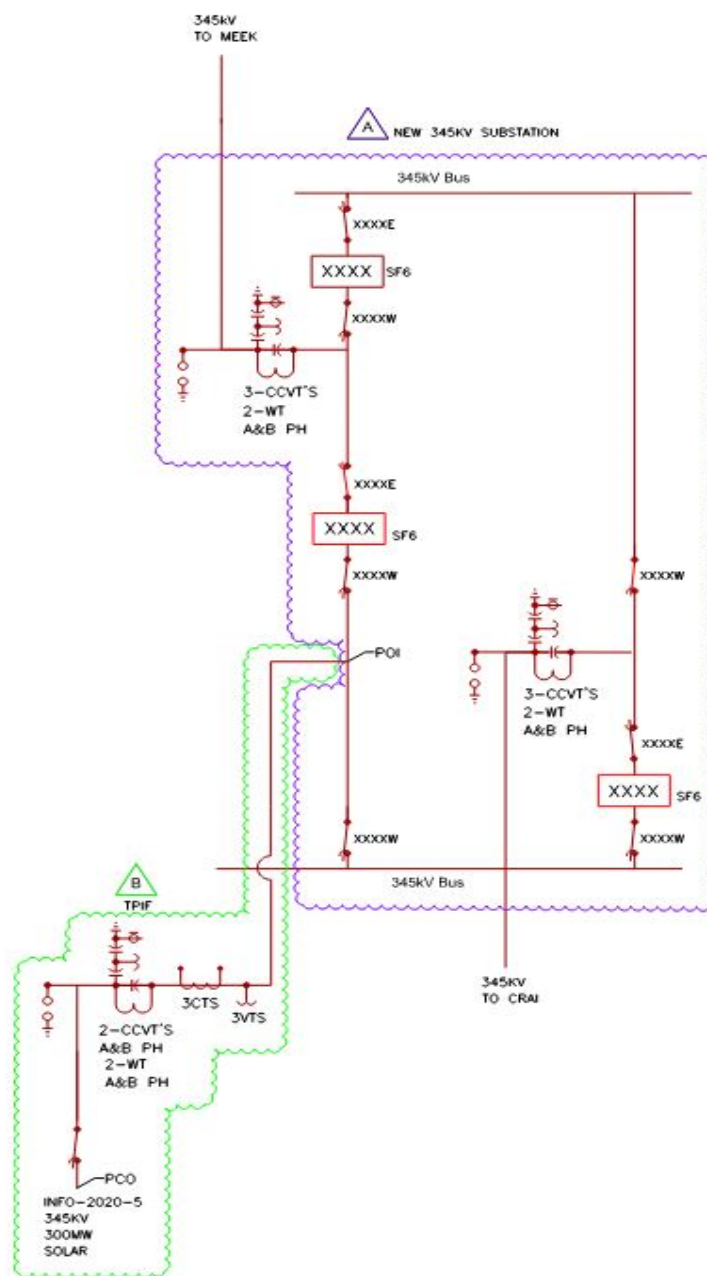 345kV
TO MEEK
A
NEW 345KV SUBSTATION
345kV Bus
XXXXE
XXXX
SF6
XXXXW
3-CCVT'S
2-WT
A&B PH
XXXXE
XXXX
SF6
XXXXW
XXXXW
POI
3-CCVT'S
2-WT
A&B PH
XXXXE
XXXX
SF6
XXXXW
XXXXW
345kV Bus
B
TPIF
345KV
TO CRAI
3CTS
3VTS
2-CCVT'S
A&B PH
2-WT
A&B PH
PCO
INFO-2020-5
345KV
300MW
SOLAR